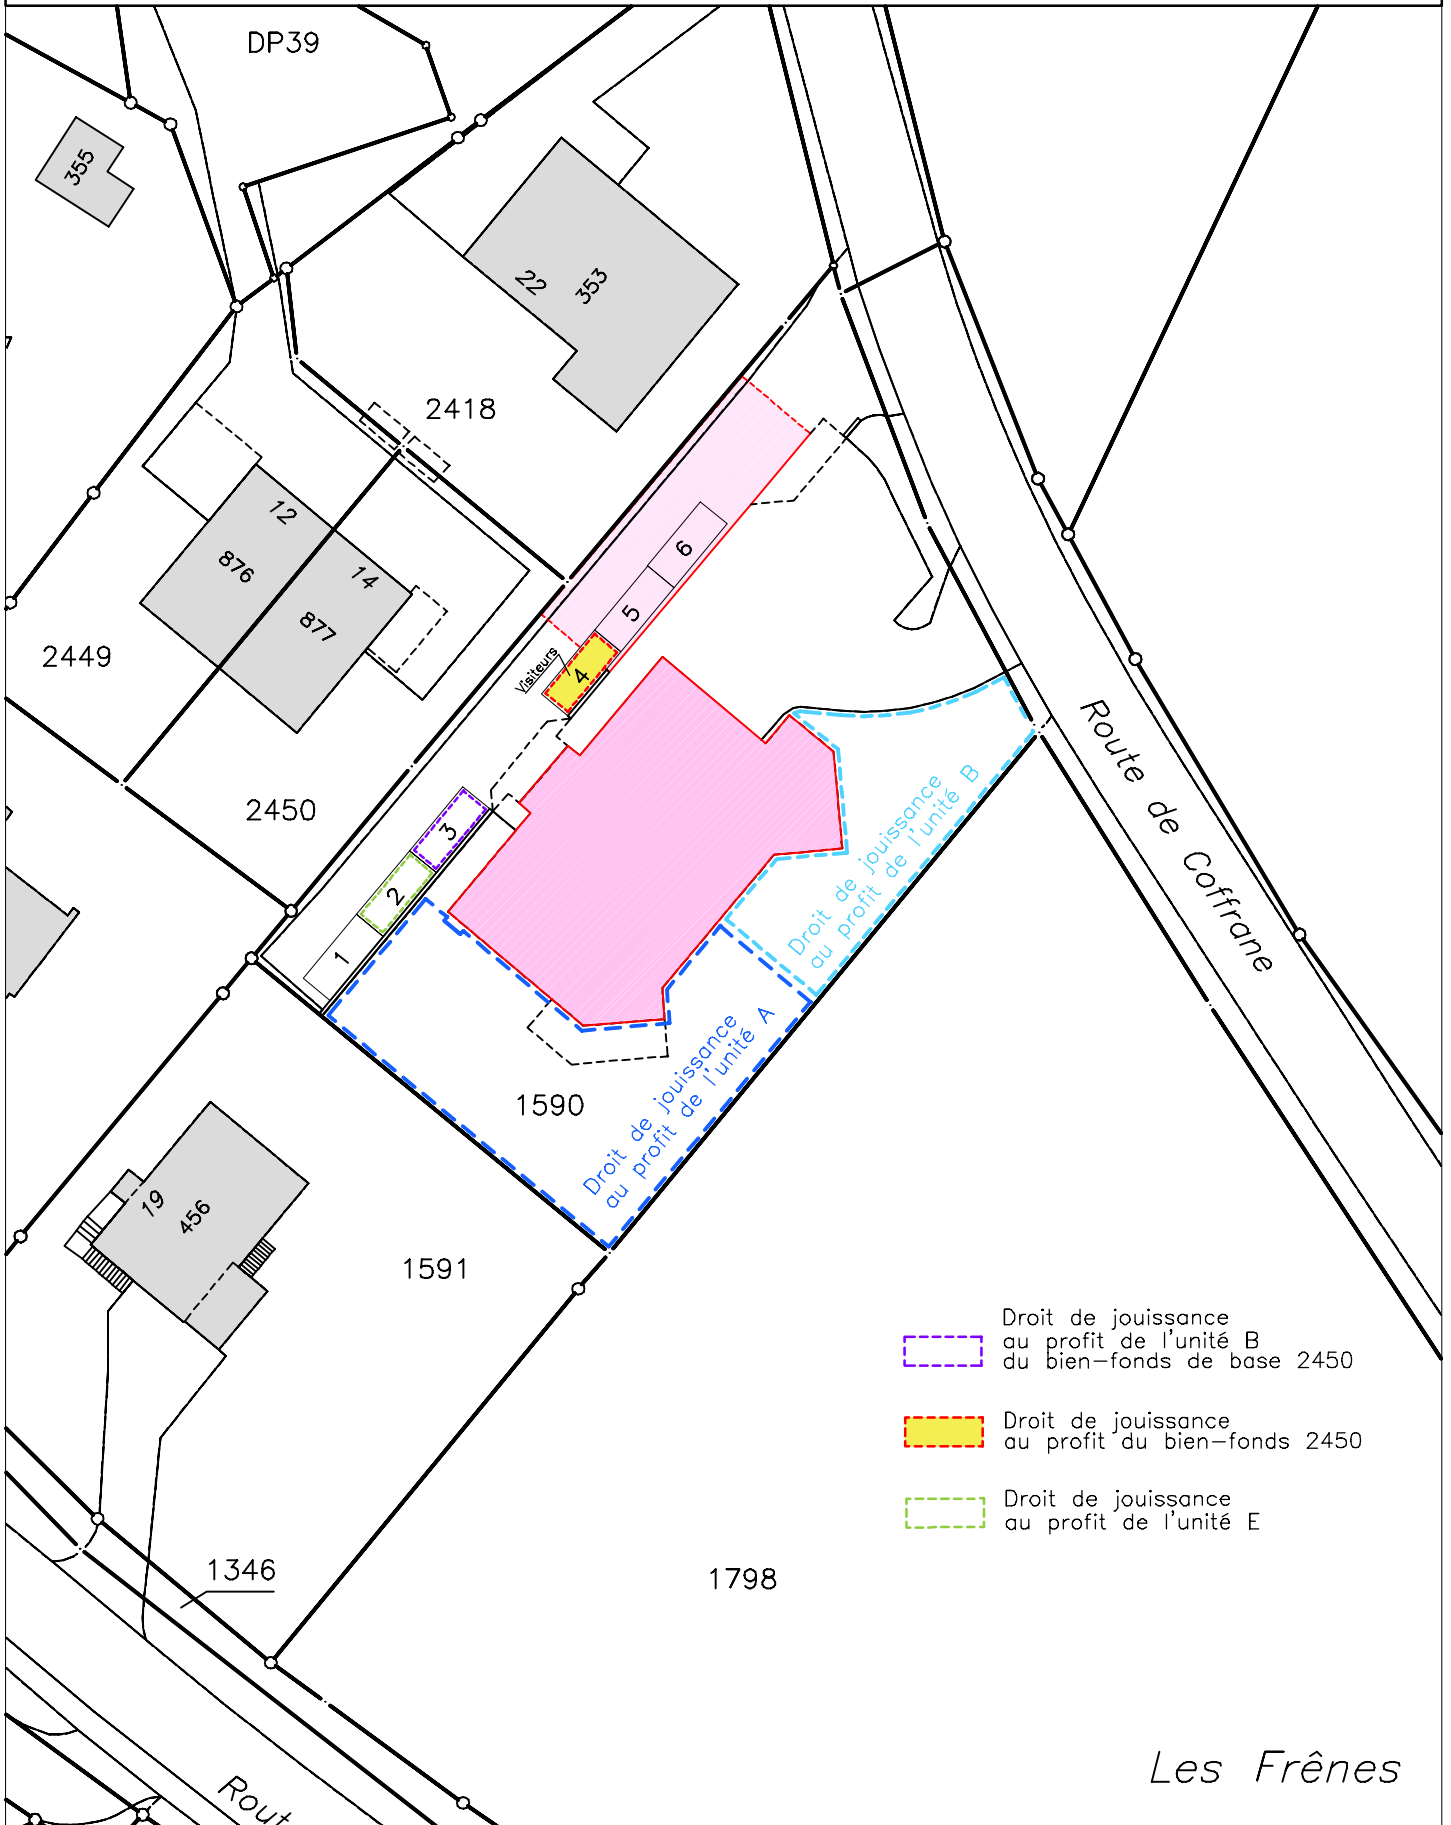 DP39
355
22
353
2418
12
876
14
877
2449
6
5
4
Visiteurs
2450
3
2
1
Route de Coffrane
Droit de jouissance
au profit de l'unité B
Droit de jouissance
au profit de l'unité A
1590
19
456
1591
Droit de jouissance
au profit de l'unité B
du bien-fonds de base 2450
Droit de jouissance
au profit du bien-fonds 2450
Droit de jouissance
au profit de l'unité E
1346
1798
Les Frênes
Rout